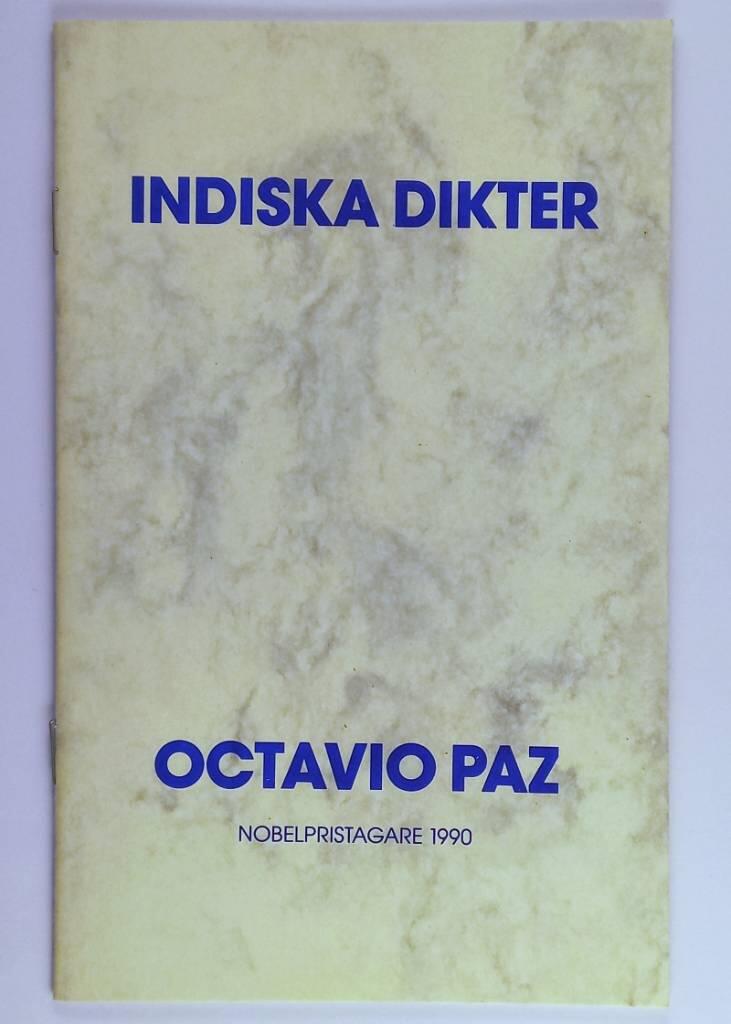 INDISKA DIKTER
OCTAVIO PAZ
NOBELPRISTAGARE 1990